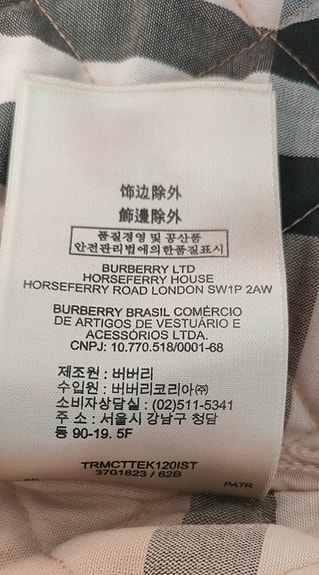 饰边除外
飾邊除外
품질경영 및 공산품
안전관리법에의한품질표시
BURBERRY LTD
HORSEFERRY HOUSE
HORSEFERRY ROAD LONDON SW1P 2AW
BURBERRY BRASIL COMÉRCIO
DE ARTIGOS DE VESTUÁRIO E
ACESSÓRIOS LTDA.
CNPJ: 10.770.518/0001-68
제조원 : 버버리
수입원 : 버버리코리아㈜
소비자상담실 : (02)511-5341
주 소 : 서울시 강남구 청담
동 90-19. 5F
TRMCTTEK120IST
3701823 / 62B
PATR